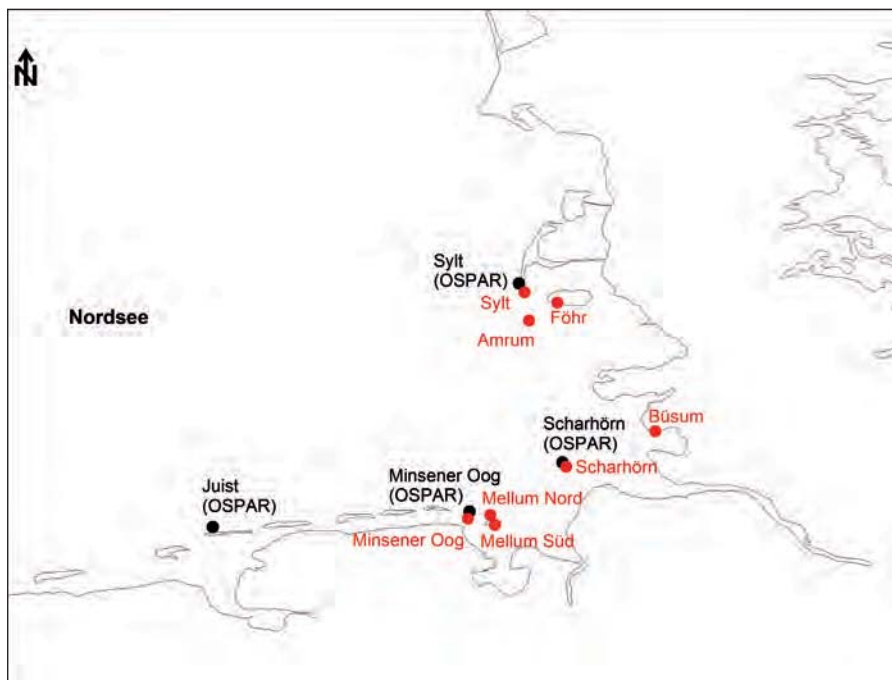 N
Sylt
(OSPAR)
Sylt
Föhr
Nordsee
Amrum
Büsum
Scharhörn
(OSPAR)
Scharhörn
Minsener Oog
(OSPAR)
Juist
(OSPAR)
Mellum Nord
Minsener Oog
Mellum Süd